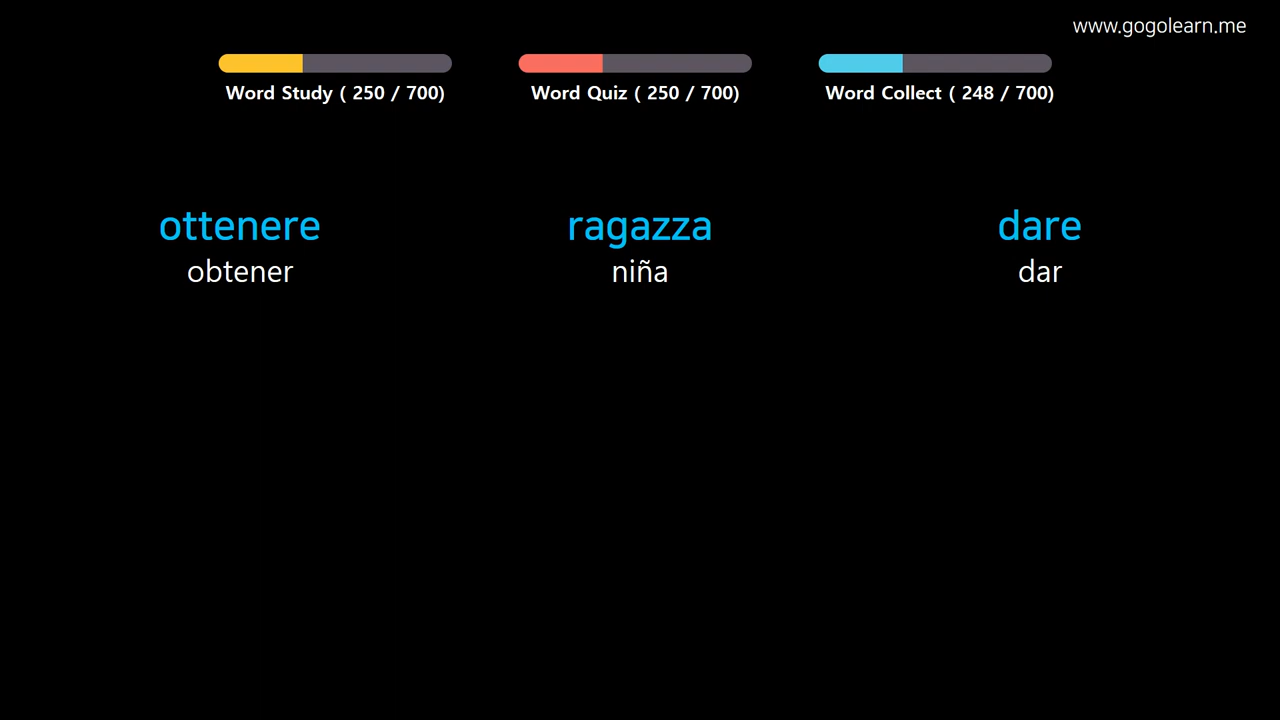 www.gogolearn.me
Word Study ( 250 / 700)
Word Quiz ( 250 / 700)
Word Collect ( 248 / 700)
ottenere
obtener
ragazza
niña
dare
dar